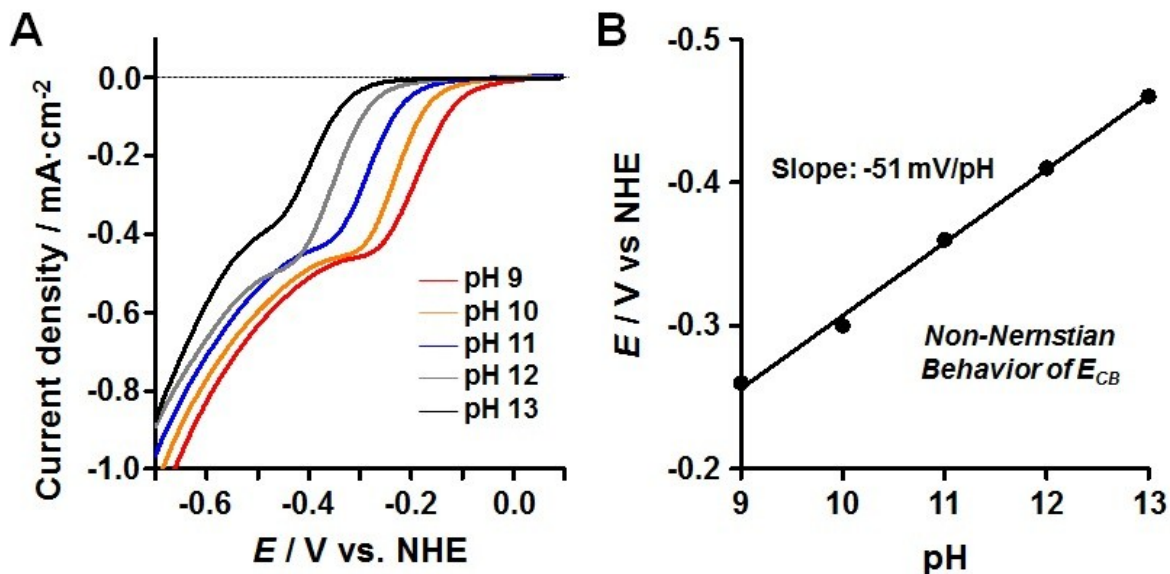 A
Current density / mA·cm-2
0.0
-0.2
-0.4
-0.6
-0.8
-1.0
-0.6
-0.4
-0.2
0.0
E / V vs. NHE
pH 9
pH 10
pH 11
pH 12
pH 13
B
E / V vs NHE
-0.5
-0.4
-0.3
-0.2
Slope: -51 mV/pH
Non-Nernstian
Behavior of ECB
9
10
11
12
13
pH